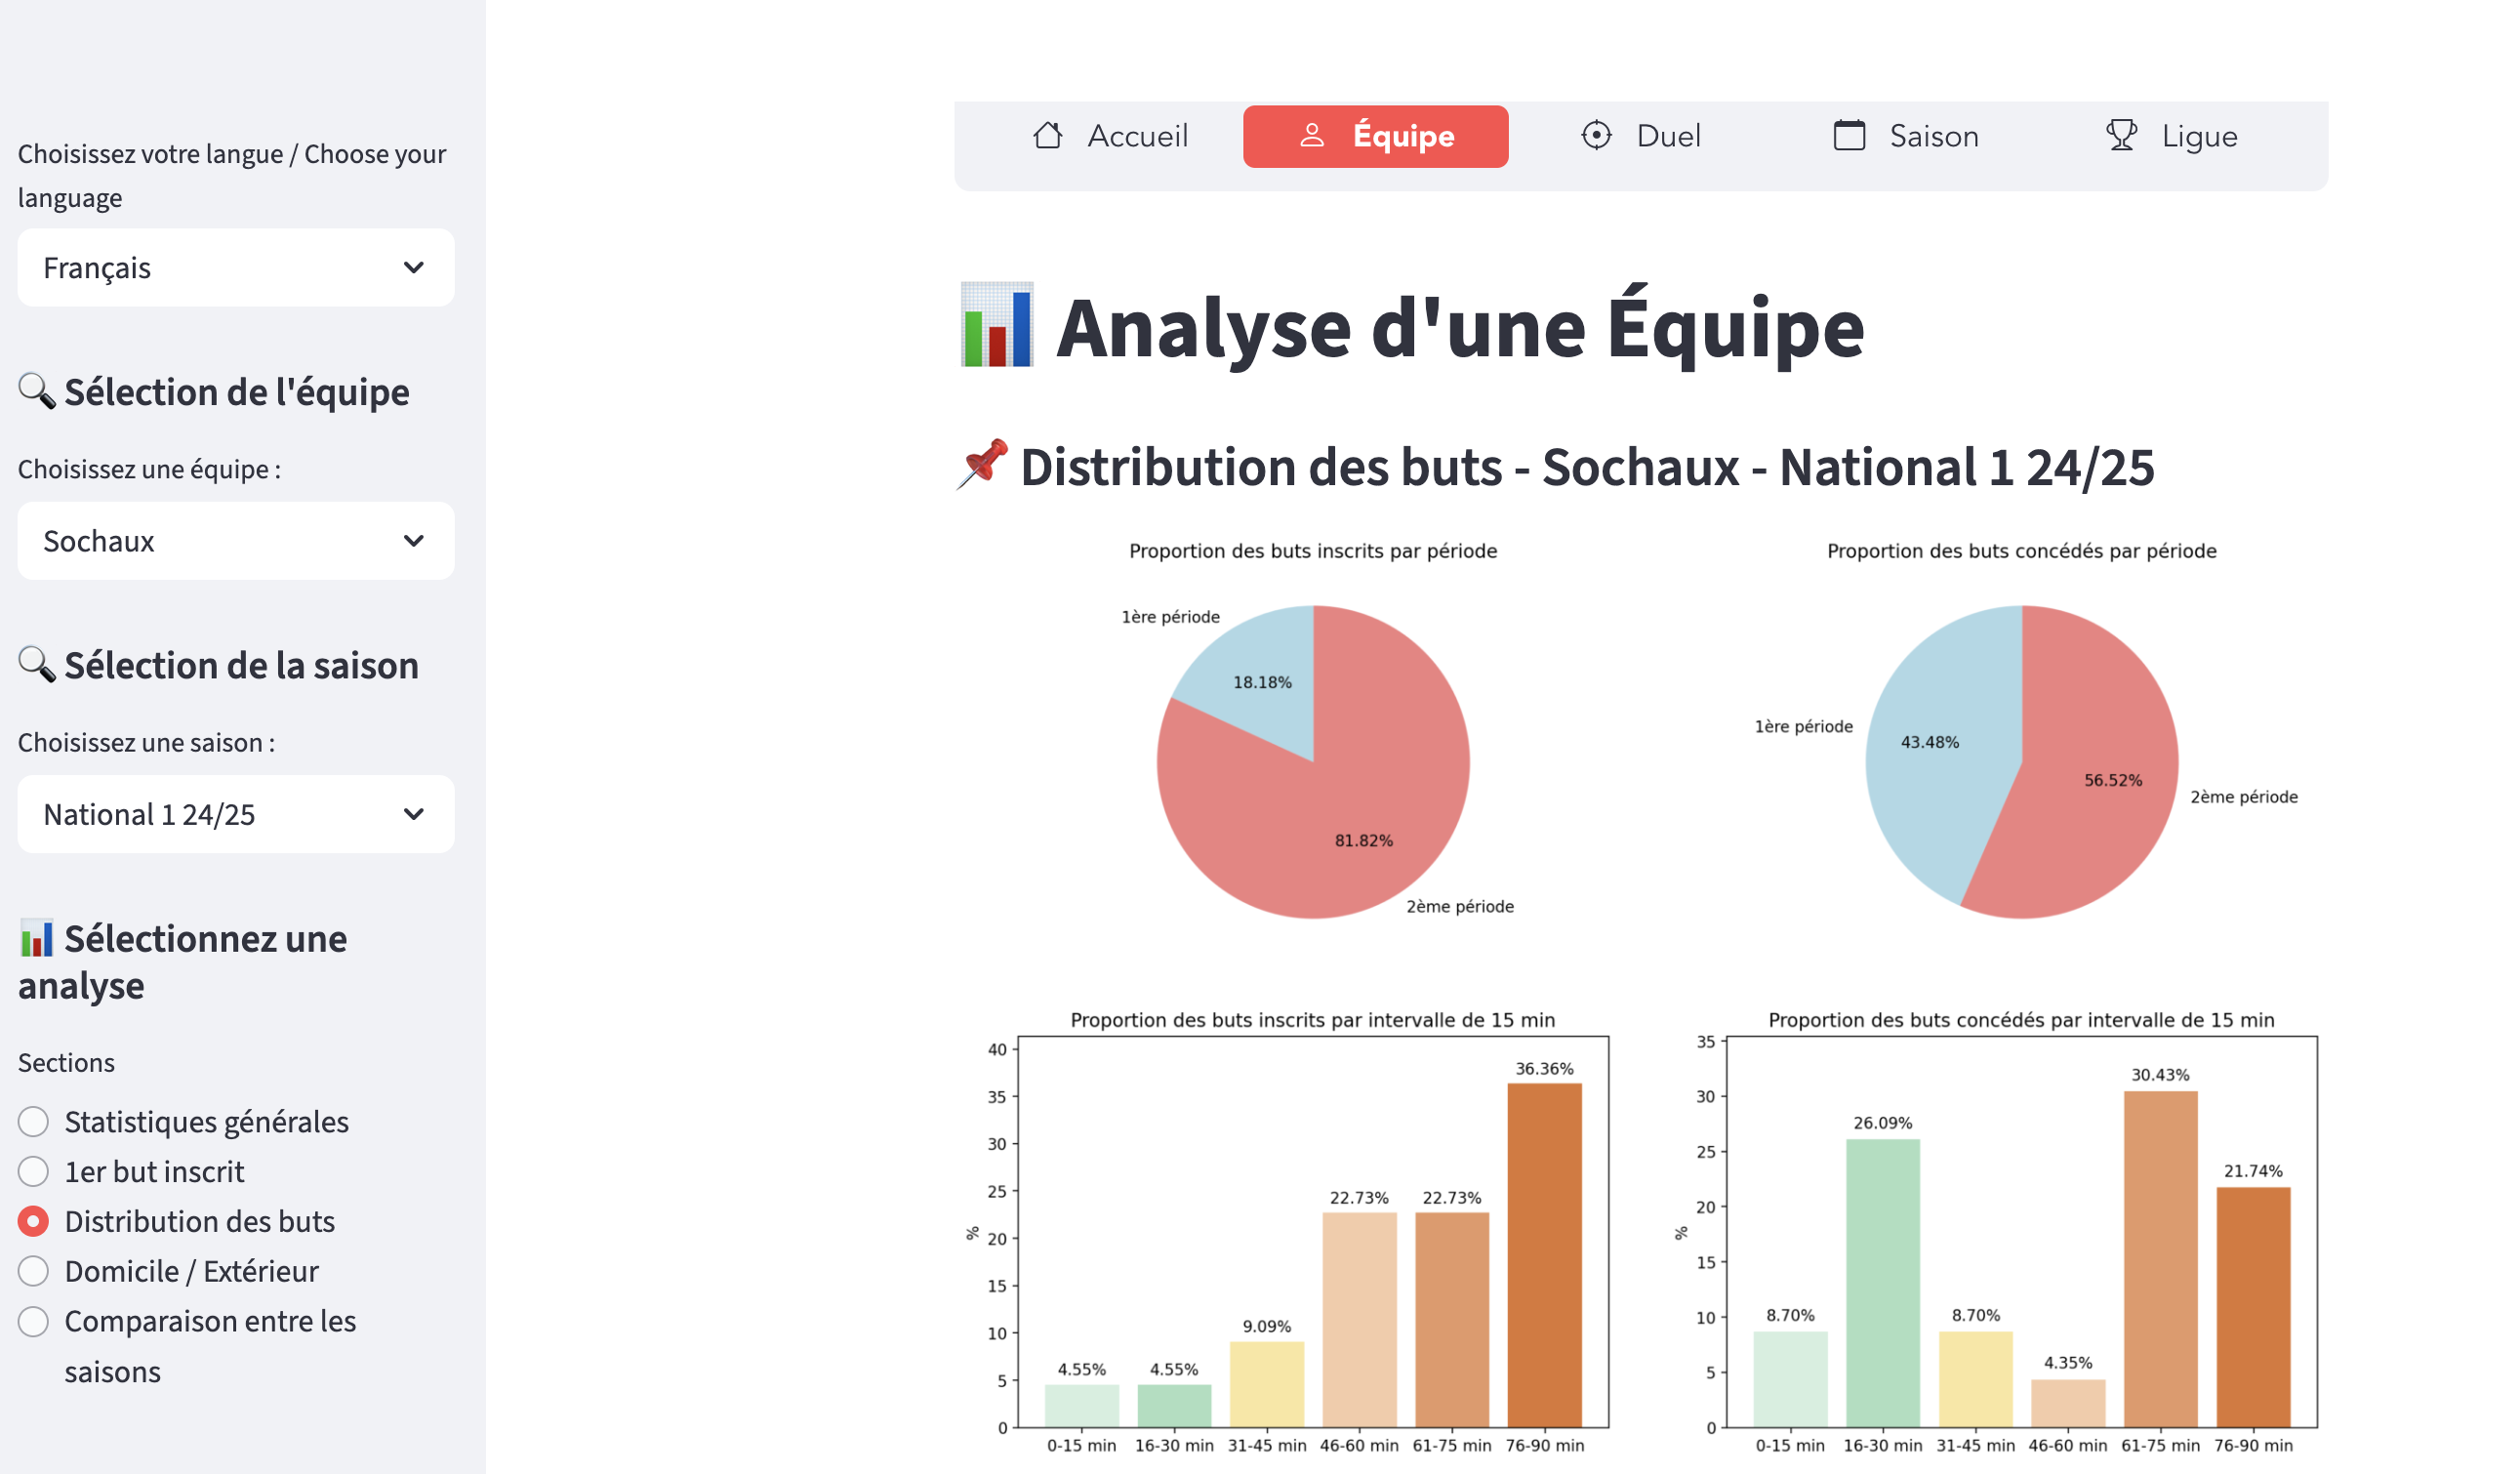 Choisissez votre langue / Choose your
language
Français
🔍 Sélection de l'équipe
Choisissez une équipe :
Sochaux
🔍 Sélection de la saison
Choisissez une saison :
National 1 24/25
📊 Sélectionnez une
analyse
Sections
Statistiques générales
1er but inscrit
Distribution des buts
Domicile / Extérieur
Comparaison entre les
saisons
Accueil Équipe Duel Saison Ligue
📊 Analyse d'une Équipe
📌 Distribution des buts - Sochaux - National 1 24/25
Proportion des buts inscrits par période
1ère période
18.18%
81.82%
2ème période
Proportion des buts concédés par période
1ère période
43.48%
56.52%
2ème période
Proportion des buts inscrits par intervalle de 15 min
%
40
35
30
25
20
15
10
5
0
4.55%
4.55%
9.09%
22.73%
22.73%
36.36%
0-15 min 16-30 min 31-45 min 46-60 min 61-75 min 76-90 min
Proportion des buts concédés par intervalle de 15 min
%
35
30
25
20
15
10
5
0
8.70%
26.09%
8.70%
4.35%
30.43%
21.74%
0-15 min 16-30 min 31-45 min 46-60 min 61-75 min 76-90 min